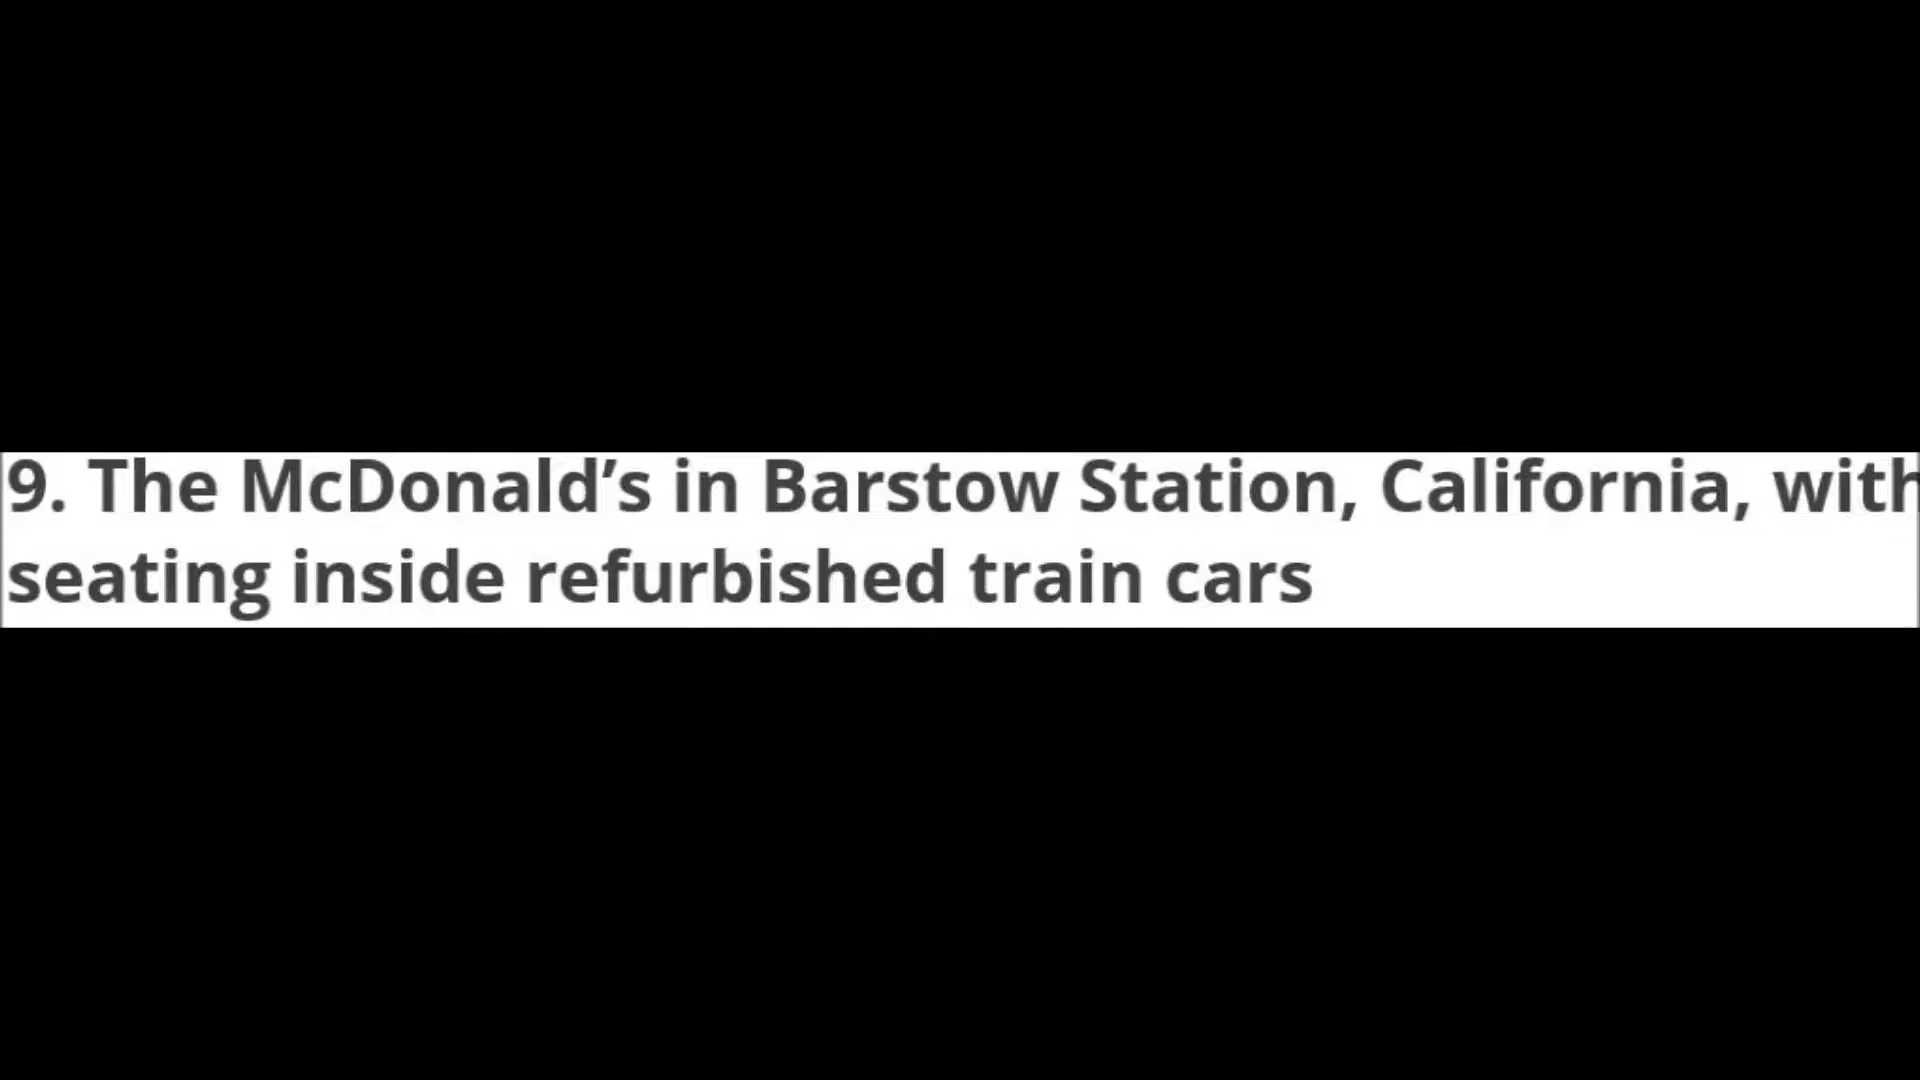 9. The McDonald’s in Barstow Station, California, with
seating inside refurbished train cars